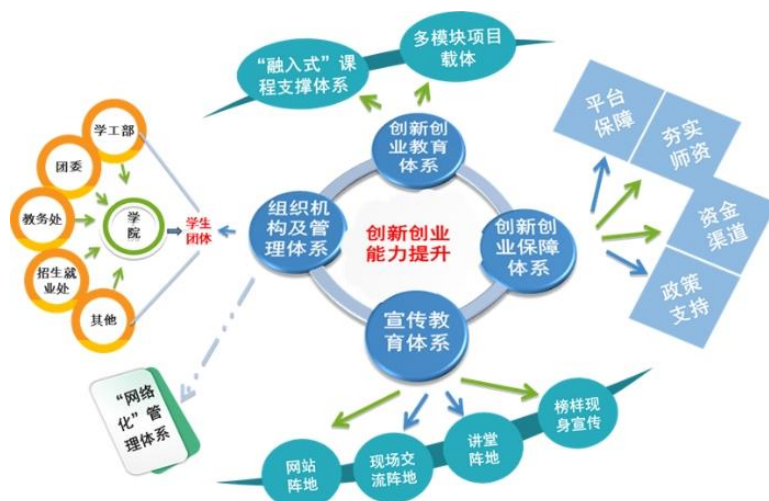 多模块项目
载体
“融入式”课
程支撑体系
平台
保障
夯实
师资
资金
渠道
政策
支持
创新创
业教育
体系
组织机
构及管
理体系
创新创业
能力提升
创新创
业保障
体系
宣传教
育体系
学工部
团委
教务处
招生就
业处
其他
学
院
学生
团体
“网络
化”管
理体系
网站
阵地
现场交
流阵地
讲堂
阵地
榜样现
身宣传